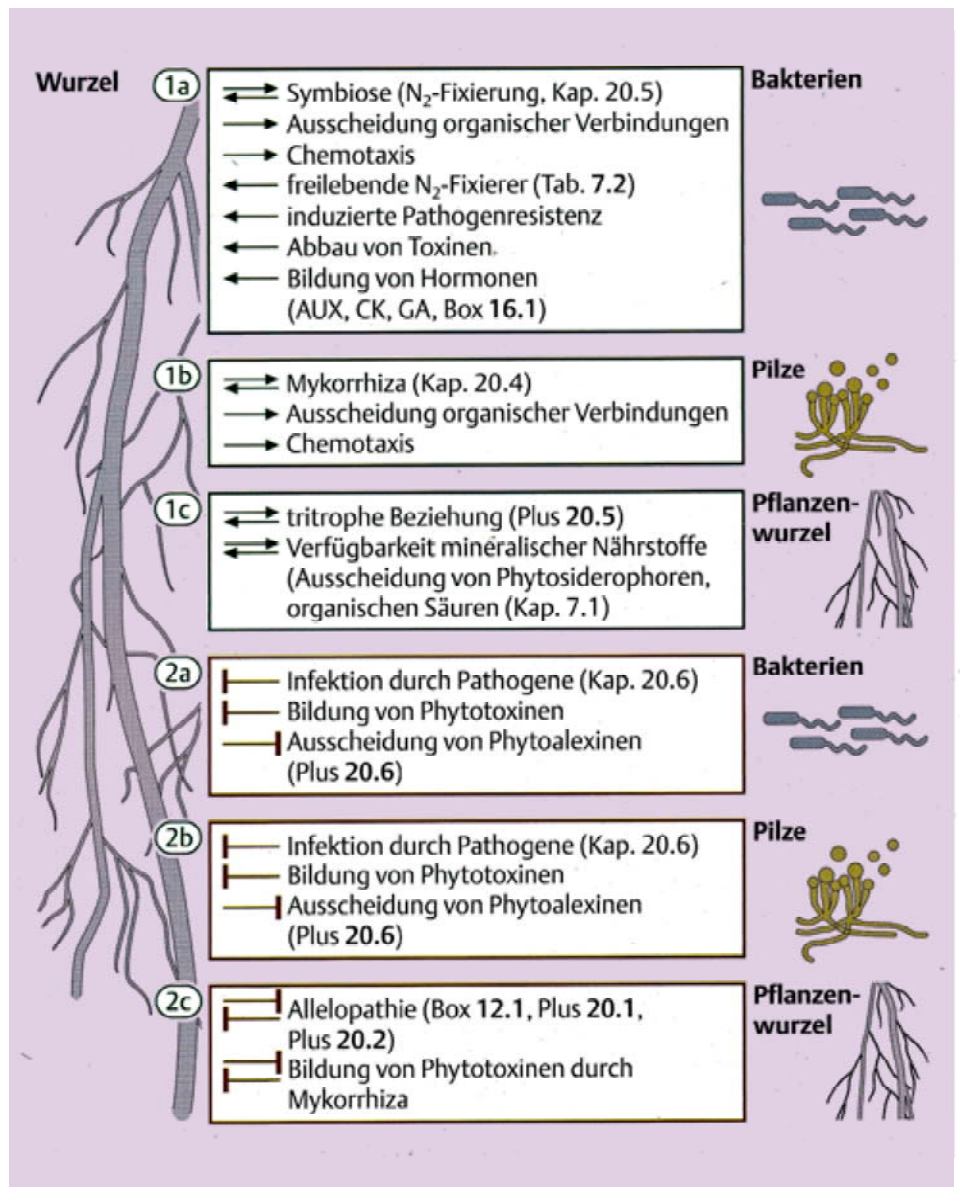 Wurzel
1a
Symbiose (N₂-Fixierung, Kap. 20.5)
Ausscheidung organischer Verbindungen
Chemotaxis
freilebende N₂-Fixierer (Tab. 7.2)
induzierte Pathogenresistenz
Abbau von Toxinen
Bildung von Hormonen
(AUX, CK, GA, Box 16.1)
Bakterien
1b
Mykorrhiza (Kap. 20.4)
Ausscheidung organischer Verbindungen
Chemotaxis
Pilze
1c
tritrophe Beziehung (Plus 20.5)
Verfügbarkeit mineralischer Nährstoffe
(Ausscheidung von Phytosiderophoren,
organischen Säuren (Kap. 7.1)
Pflanzen-
wurzel
2a
Infektion durch Pathogene (Kap. 20.6)
Bildung von Phytotoxinen
Ausscheidung von Phytoalexinen
(Plus 20.6)
Bakterien
2b
Infektion durch Pathogene (Kap. 20.6)
Bildung von Phytotoxinen
Ausscheidung von Phytoalexinen
(Plus 20.6)
Pilze
2c
Allelopathie (Box 12.1, Plus 20.1,
Plus 20.2)
Bildung von Phytotoxinen durch
Mykorrhiza
Pflanzen-
wurzel